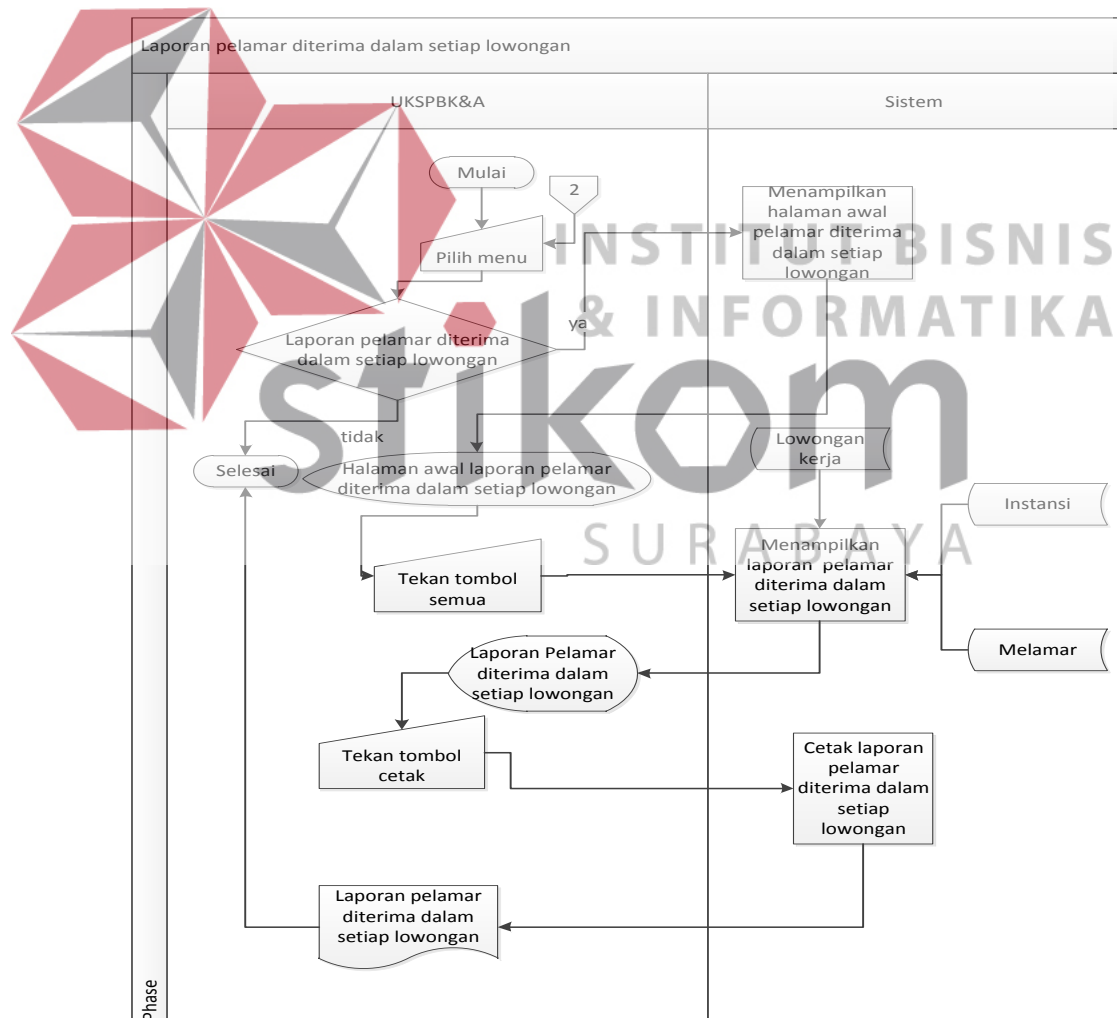 Laporan pelamar diterima dalam setiap lowongan
UKSPBK&A
Sistem
Mulai
2
Pilih menu
Menampilkan
halaman awal
pelamar diterima
dalam setiap
lowongan
INSTITUT BISNIS
& INFORMATIKA
stikom
SURABAYA
Laporan pelamar diterima
dalam setiap lowongan
ya
tidak
Selesai
Halaman awal laporan pelamar
diterima dalam setiap lowongan
Lowongan
kerja
Instansi
Tekan tombol
semua
Menampilkan
laporan pelamar
diterima dalam
setiap lowongan
Melamar
Laporan Pelamar
diterima dalam
setiap lowongan
Tekan tombol
cetak
Cetak laporan
pelamar
diterima dalam
setiap
lowongan
Laporan pelamar
diterima dalam
setiap lowongan
Phase